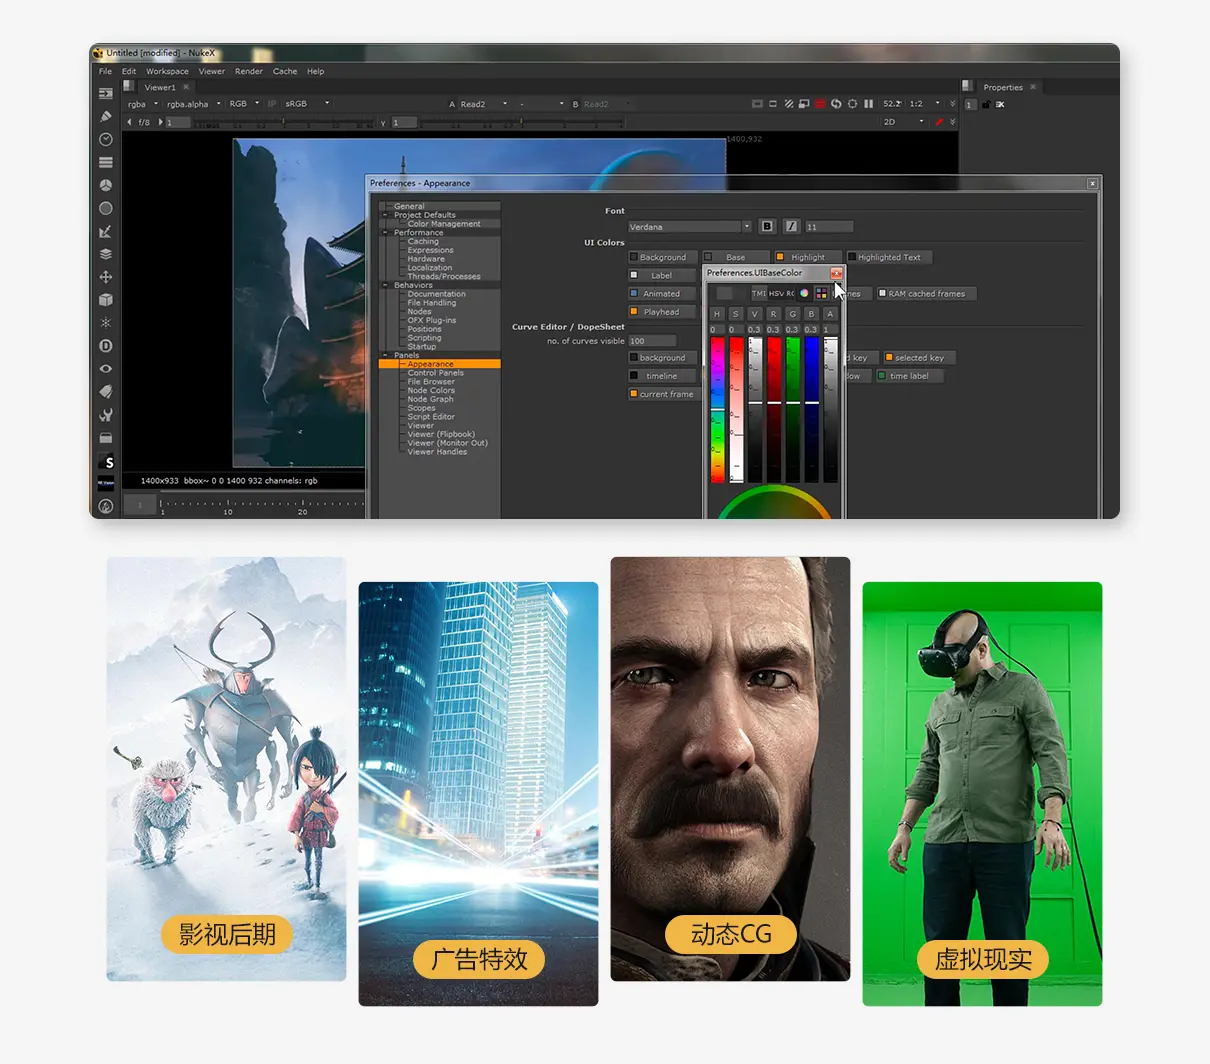 Untitled [modified] - NukeX
File Edit Workspace Viewer Render Cache Help
Viewer1
Properties
rgba rgba.alpha RGB IP sRGB A Read2 - B Read2 52.2 1:2
1
f/8 1 Y 1 2D
1400,932
Preferences - Appearance
General
Project Defaults
Color Management
Performance
Caching
Expressions
Hardware
Localization
Threads/Processes
Behaviors
Documentation
File Handling
Nodes
OFX Plug-ins
Positions
Scripting
Startup
Panels
Appearance
Control Panels
File Browser
Node Colors
Node Graph
Scopes
Script Editor
Viewer
Viewer (Flipbook)
Viewer (Monitor Out)
Viewer Handles
Font
Verdana B I 11
UI Colors
Background Base Highlight Highlighted Text
Label
Animated RAM cached frames
Playhead
Curve Editor / DopeSheet
no. of curves visible 100
background d key selected key
timeline dow time label
current frame
Preferences.UIBaseColor
TMI HSV
H S V R G B A
0 0 0.3 0.3 0.3 0.3 1
1400x933 bbox~ 0 0 1400 932 channels: rgb
1 1 10 20
影视后期
广告特效
动态CG
虚拟现实